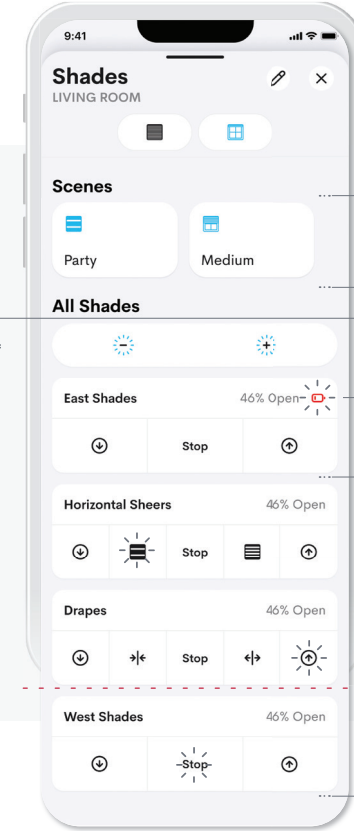 9:41
Shades
LIVING ROOM
Scenes
Party
Medium
All Shades
East Shades
46% Open
Stop
Horizontal Sheers
46% Open
Stop
Drapes
46% Open
Stop
West Shades
46% Open
Stop